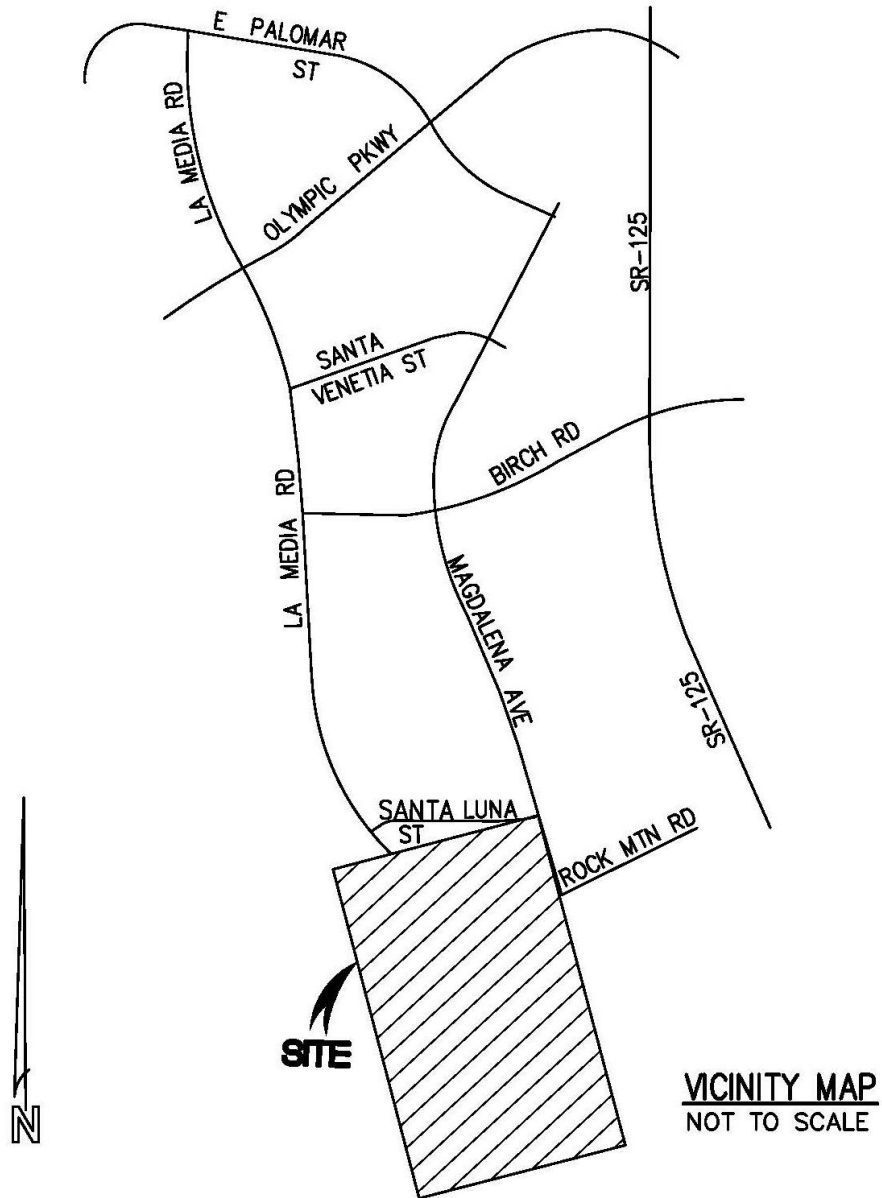 E PALOMAR
ST
LA MEDIA RD
OLYMPIC PKWY
SR-125
SANTA
VENETIA ST
BIRCH RD
LA MEDIA RD
MAGDALENA AVE
SR-125
SANTA LUNA
ST
ROCK MTN RD
SITE
N
VICINITY MAP
NOT TO SCALE